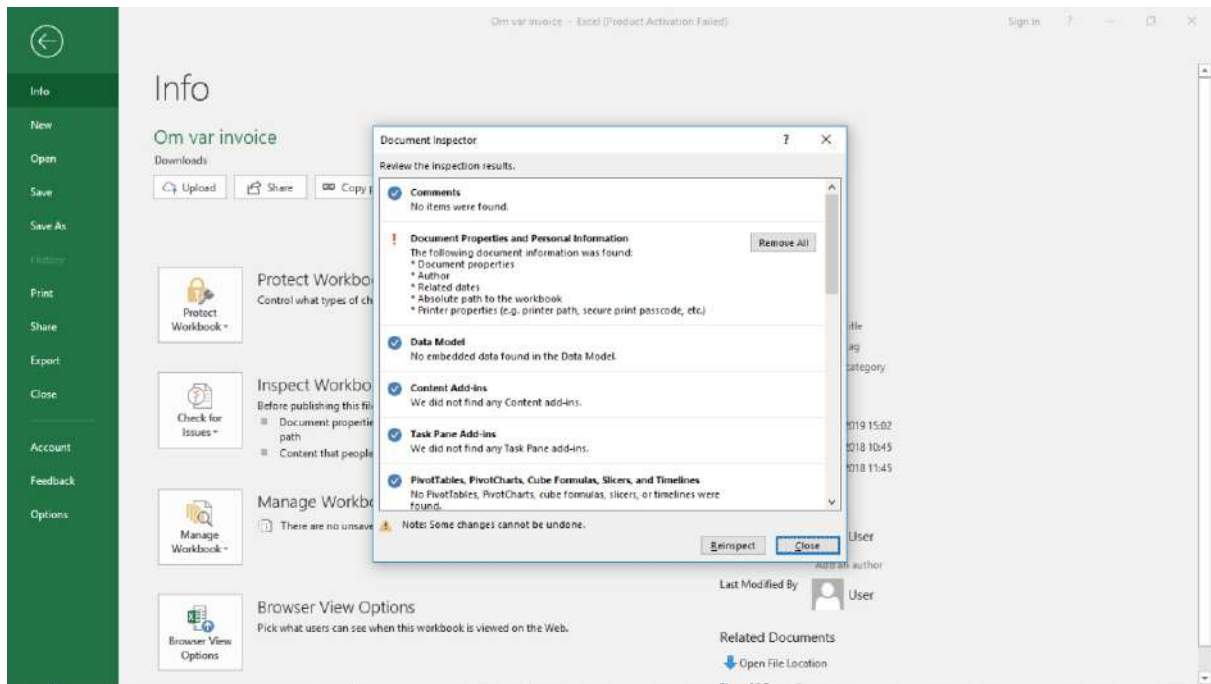 Om var invoice - Excel (Product Activation Failed)
Sign in ?
Info
New
Open
Save
Save As
History
Print
Share
Export
Close
Account
Feedback
Options
Info
Om var invoice
Downloads
Upload
Share
Copy p
Protect Workbook
Protect Workbo
Control what types of ch
Check for Issues
Inspect Workbo
Before publishing this fil
Document propertie
path
Content that people
Manage Workbook
Manage Workbo
There are no unsave
Browser View Options
Browser View Options
Pick what users can see when this workbook is viewed on the Web.
Document Inspector ?
Review the inspection results.
Comments
No items were found.
Document Properties and Personal Information
Remove All
The following document information was found:
* Document properties
* Author
* Related dates
* Absolute path to the workbook
* Printer properties (e.g. printer path, secure print passcode, etc.)
Data Model
No embedded data found in the Data Model.
Content Add-ins
We did not find any Content add-ins.
Task Pane Add-ins
We did not find any Task Pane add-ins.
PivotTables, PivotCharts, Cube Formulas, Slicers, and Timelines
No PivotTables, PivotCharts, cube formulas, slicers, or timelines were
found.
Note: Some changes cannot be undone.
Reinspect
Close
itle
ag
category
2019 15:02
2018 10:45
2018 11:45
User
Add an author
Last Modified By
User
Related Documents
Open File Location